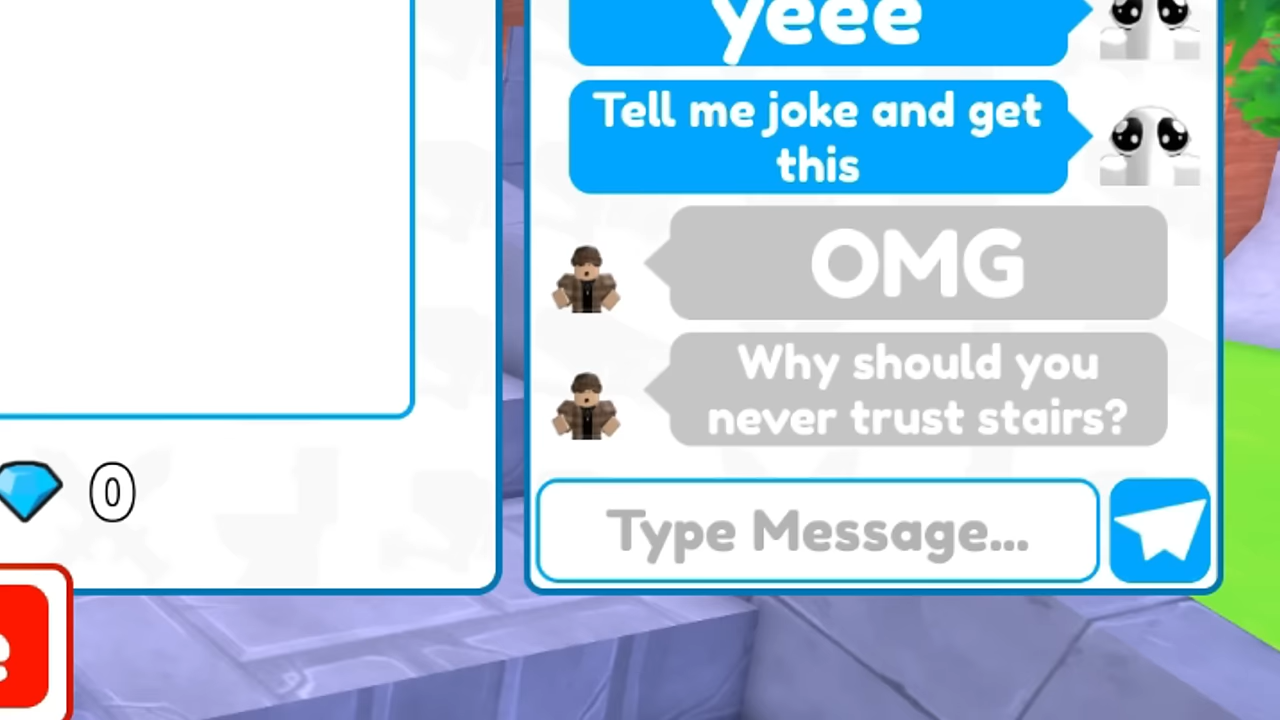 yeee
Tell me joke and get
this
OMG
Why should you
never trust stairs?
0
Type Message...